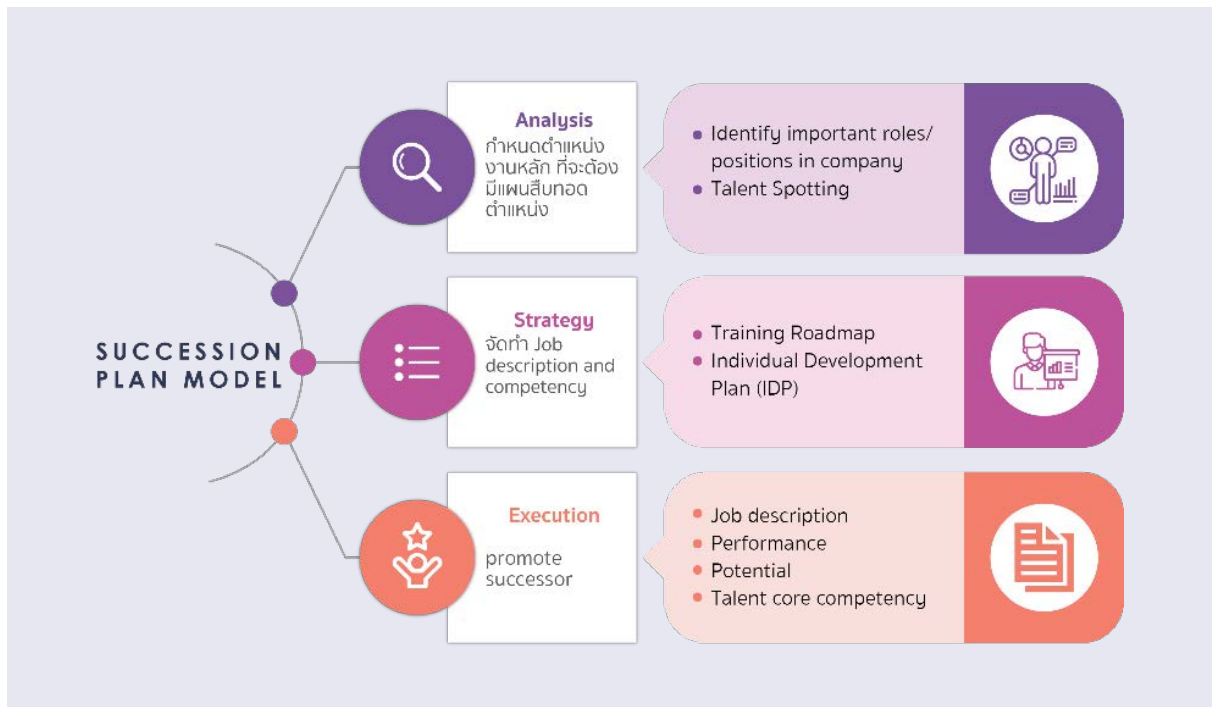 SUCCESSION
PLAN MODEL
Analysis
กำหนดตำแหน่ง
งานหลัก ที่จะต้อง
มีแผนสืบทอด
ตำแหน่ง
• Identify important roles/
positions in company
• Talent Spotting
Strategy
จัดทำ Job
description and
competency
• Training Roadmap
• Individual Development
Plan (IDP)
Execution
promote
successor
• Job description
• Performance
• Potential
• Talent core competency